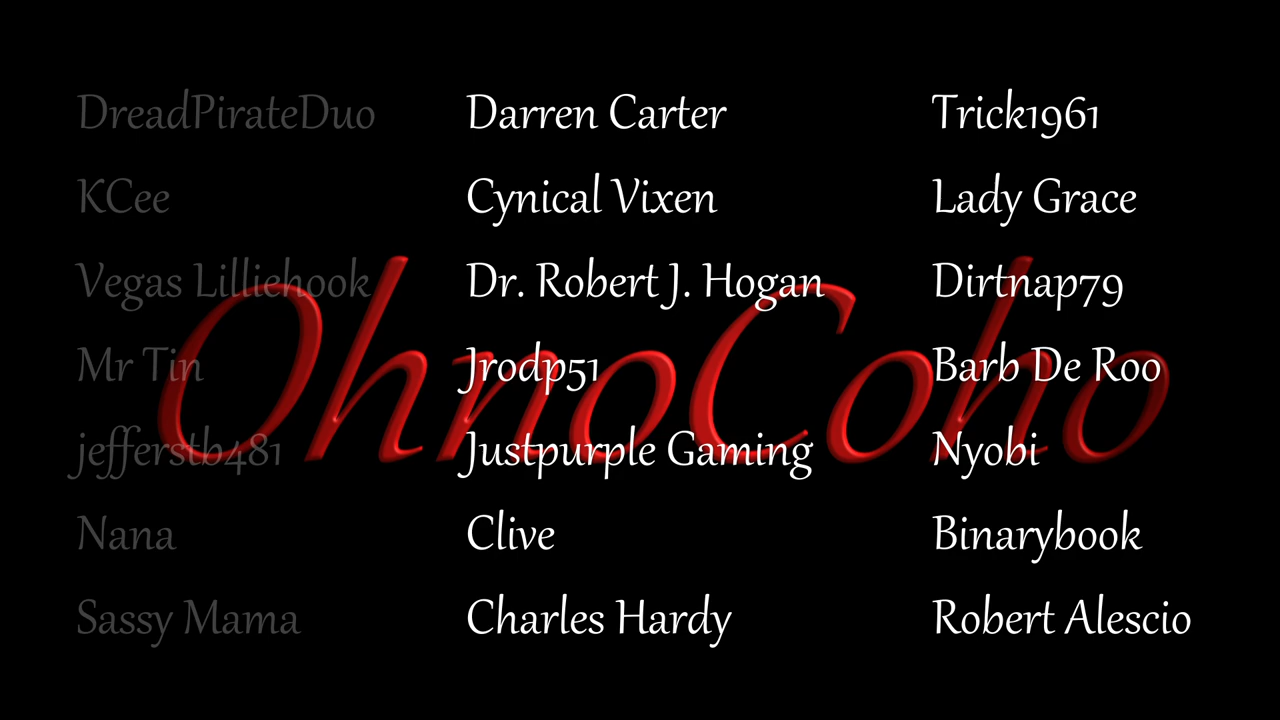 DreadPirateDuo
KCee
Vegas Lilliehook
Mr Tin
jefferstb481
Nana
Sassy Mama
Darren Carter
Cynical Vixen
Dr. Robert J. Hogan
Jrodp51
Justpurple Gaming
Clive
Charles Hardy
Trick1961
Lady Grace
Dirtnap79
Barb De Roo
Nyobi
Binarybook
Robert Alescio
OhnoCoho